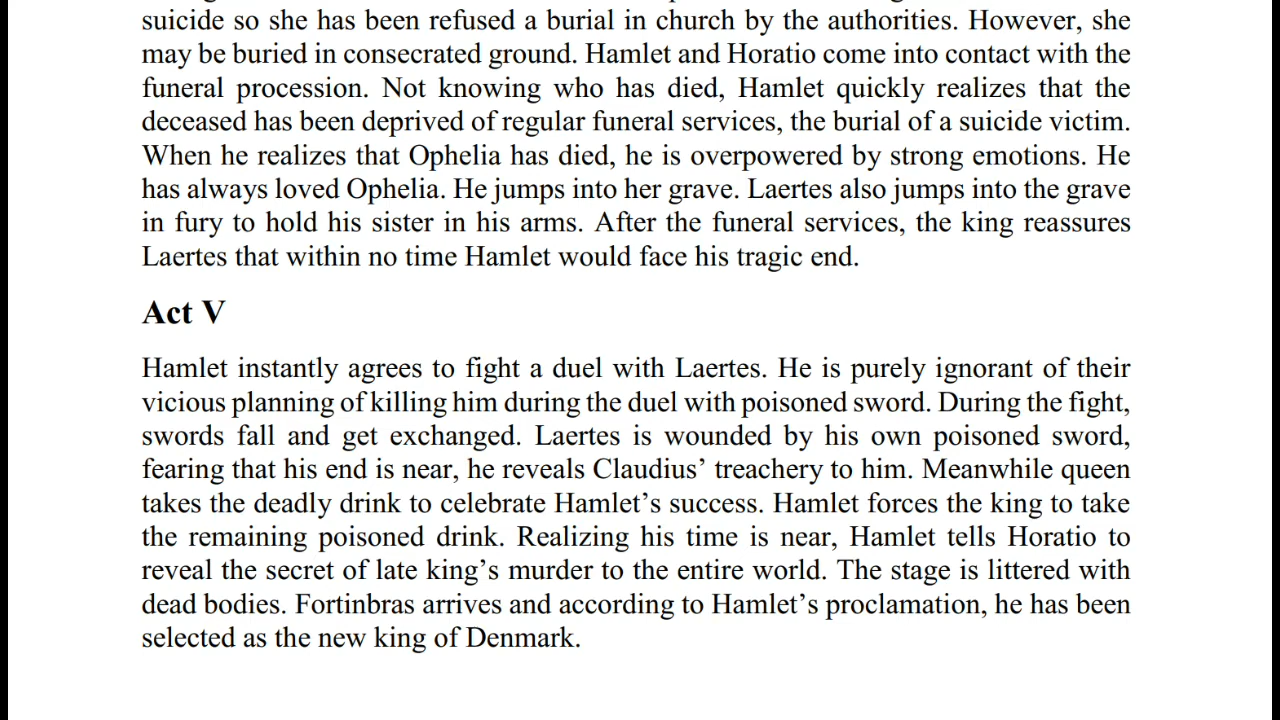 suicide so she has been refused a burial in church by the authorities. However, she
may be buried in consecrated ground. Hamlet and Horatio come into contact with the
funeral procession. Not knowing who has died, Hamlet quickly realizes that the
deceased has been deprived of regular funeral services, the burial of a suicide victim.
When he realizes that Ophelia has died, he is overpowered by strong emotions. He
has always loved Ophelia. He jumps into her grave. Laertes also jumps into the grave
in fury to hold his sister in his arms. After the funeral services, the king reassures
Laertes that within no time Hamlet would face his tragic end.
Act V
Hamlet instantly agrees to fight a duel with Laertes. He is purely ignorant of their
vicious planning of killing him during the duel with poisoned sword. During the fight,
swords fall and get exchanged. Laertes is wounded by his own poisoned sword,
fearing that his end is near, he reveals Claudius’ treachery to him. Meanwhile queen
takes the deadly drink to celebrate Hamlet’s success. Hamlet forces the king to take
the remaining poisoned drink. Realizing his time is near, Hamlet tells Horatio to
reveal the secret of late king’s murder to the entire world. The stage is littered with
dead bodies. Fortinbras arrives and according to Hamlet’s proclamation, he has been
selected as the new king of Denmark.